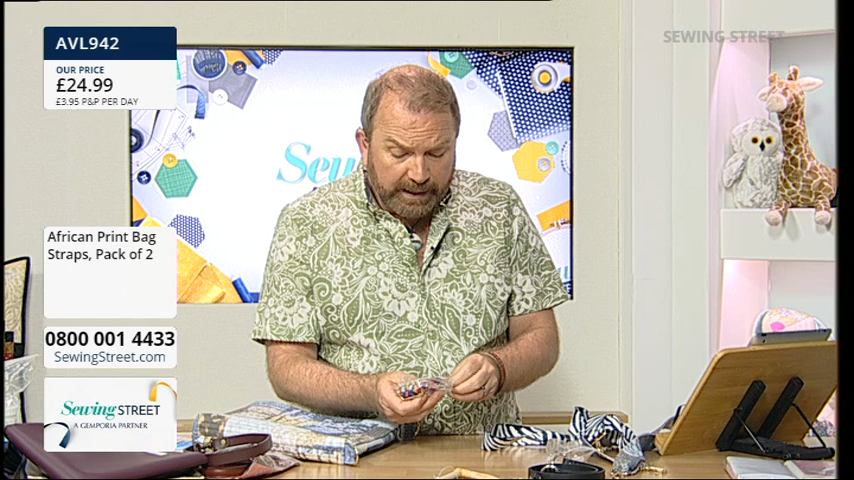 AVL942
OUR PRICE
£24.99
£3.95 P&P PER DAY
SEWING STREET
Sew
African Print Bag
Straps, Pack of 2
0800 001 4433
SewingStreet.com
Sewing STREET
A GEMPORIA PARTNER